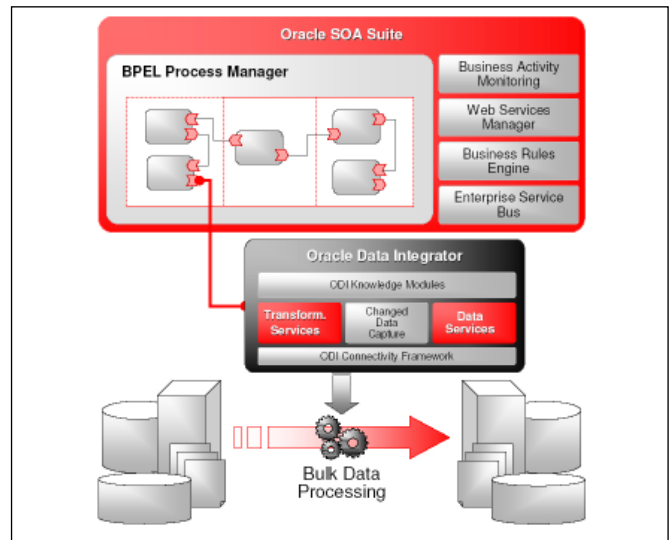 Oracle SOA Suite
BPEL Process Manager
Business Activity
Monitoring
Web Services
Manager
Business Rules
Engine
Enterprise Service
Bus
Oracle Data Integrator
ODI Knowledge Modules
Transform.
Services
Changed
Data
Capture
Data
Services
ODI Connectivity Framework
Bulk Data
Processing